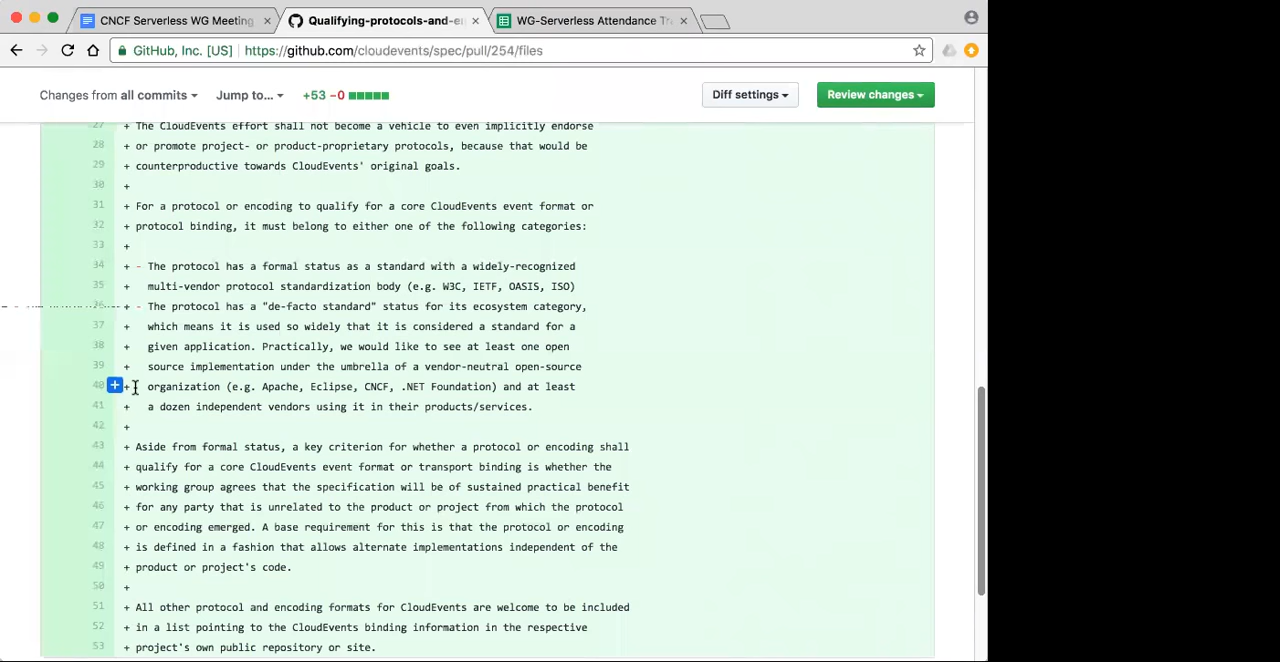 CNCF Serverless WG Meeting
Qualifying-protocols-and-e
WG-Serverless Attendance Tr
GitHub, Inc. [US]
https://github.com/cloudevents/spec/pull/254/files
Changes from all commits
Jump to...
+53 −0
Diff settings
Review changes
27 + The CloudEvents effort shall not become a vehicle to even implicitly endorse
28 + or promote project- or product-proprietary protocols, because that would be
29 + counterproductive towards CloudEvents' original goals.
30 +
31 + For a protocol or encoding to qualify for a core CloudEvents event format or
32 + protocol binding, it must belong to either one of the following categories:
33 +
34 + - The protocol has a formal status as a standard with a widely-recognized
35 + multi-vendor protocol standardization body (e.g. W3C, IETF, OASIS, ISO)
36 + - The protocol has a "de-facto standard" status for its ecosystem category,
37 + which means it is used so widely that it is considered a standard for a
38 + given application. Practically, we would like to see at least one open
39 + source implementation under the umbrella of a vendor-neutral open-source
40 + organization (e.g. Apache, Eclipse, CNCF, .NET Foundation) and at least
41 + a dozen independent vendors using it in their products/services.
42 +
43 + Aside from formal status, a key criterion for whether a protocol or encoding shall
44 + qualify for a core CloudEvents event format or transport binding is whether the
45 + working group agrees that the specification will be of sustained practical benefit
46 + for any party that is unrelated to the product or project from which the protocol
47 + or encoding emerged. A base requirement for this is that the protocol or encoding
48 + is defined in a fashion that allows alternate implementations independent of the
49 + product or project's code.
50 +
51 + All other protocol and encoding formats for CloudEvents are welcome to be included
52 + in a list pointing to the CloudEvents binding information in the respective
53 + project's own public repository or site.